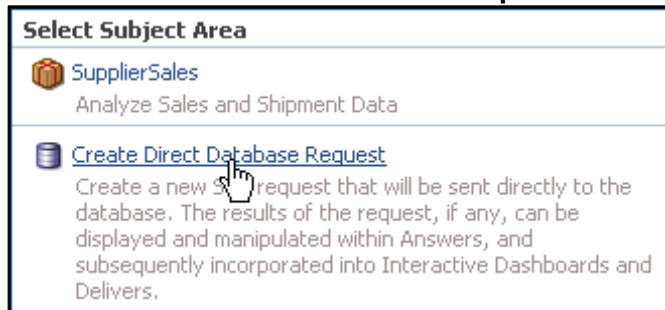 Select Subject Area
SupplierSales
Analyze Sales and Shipment Data
Create Direct Database Request
Create a new request that will be sent directly to the
database. The results of the request, if any, can be
displayed and manipulated within Answers, and
subsequently incorporated into Interactive Dashboards and
Delivers.